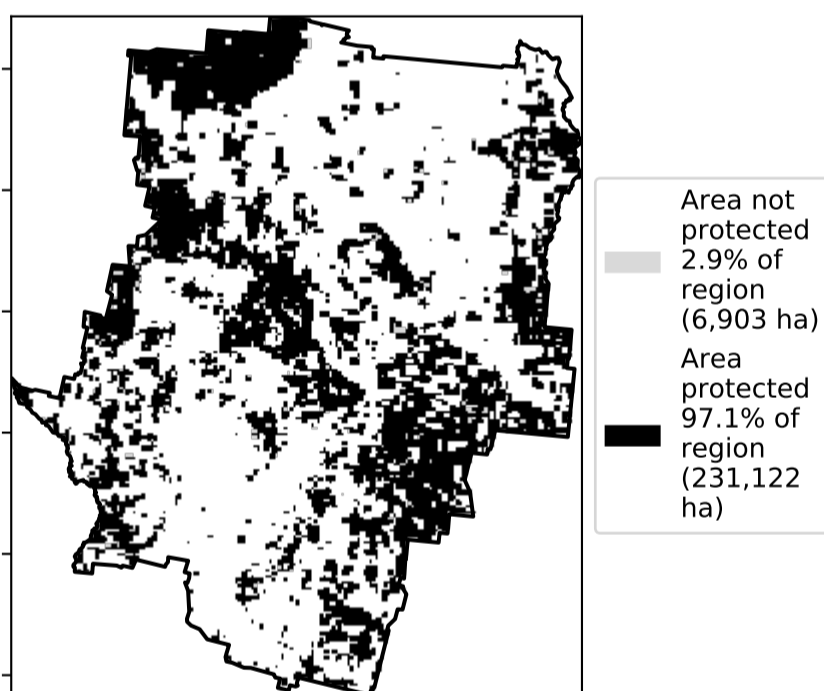 Area not
protected
2.9% of
region
(6,903 ha)
Area
protected
97.1% of
region
(231,122
ha)